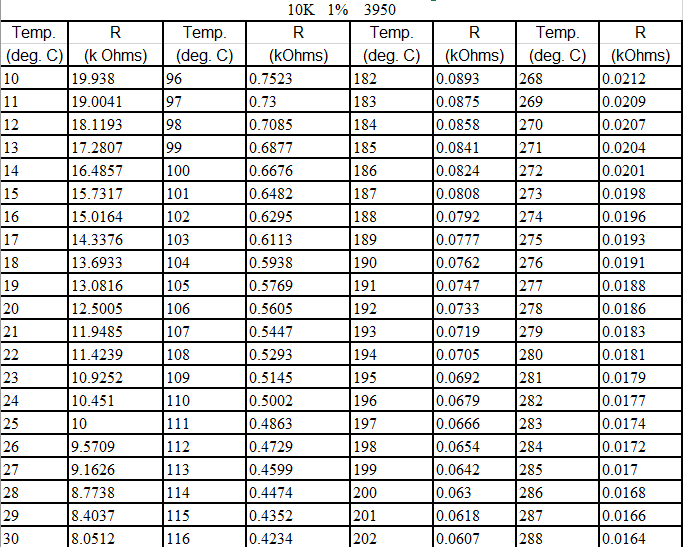 10K 1% 3950
Temp. R Temp. R Temp. R Temp. R
(deg. C) (k Ohms) (deg. C) (kOhms) (deg. C) (kOhms) (deg. C) (kOhms)
10 19.938 96 0.7523 182 0.0893 268 0.0212
11 19.0041 97 0.73 183 0.0875 269 0.0209
12 18.1193 98 0.7085 184 0.0858 270 0.0207
13 17.2807 99 0.6877 185 0.0841 271 0.0204
14 16.4857 100 0.6676 186 0.0824 272 0.0201
15 15.7317 101 0.6482 187 0.0808 273 0.0198
16 15.0164 102 0.6295 188 0.0792 274 0.0196
17 14.3376 103 0.6113 189 0.0777 275 0.0193
18 13.6933 104 0.5938 190 0.0762 276 0.0191
19 13.0816 105 0.5769 191 0.0747 277 0.0188
20 12.5005 106 0.5605 192 0.0733 278 0.0186
21 11.9485 107 0.5447 193 0.0719 279 0.0183
22 11.4239 108 0.5293 194 0.0705 280 0.0181
23 10.9252 109 0.5145 195 0.0692 281 0.0179
24 10.451 110 0.5002 196 0.0679 282 0.0177
25 10 111 0.4863 197 0.0666 283 0.0174
26 9.5709 112 0.4729 198 0.0654 284 0.0172
27 9.1626 113 0.4599 199 0.0642 285 0.017
28 8.7738 114 0.4474 200 0.063 286 0.0168
29 8.4037 115 0.4352 201 0.0618 287 0.0166
30 8.0512 116 0.4234 202 0.0607 288 0.0164